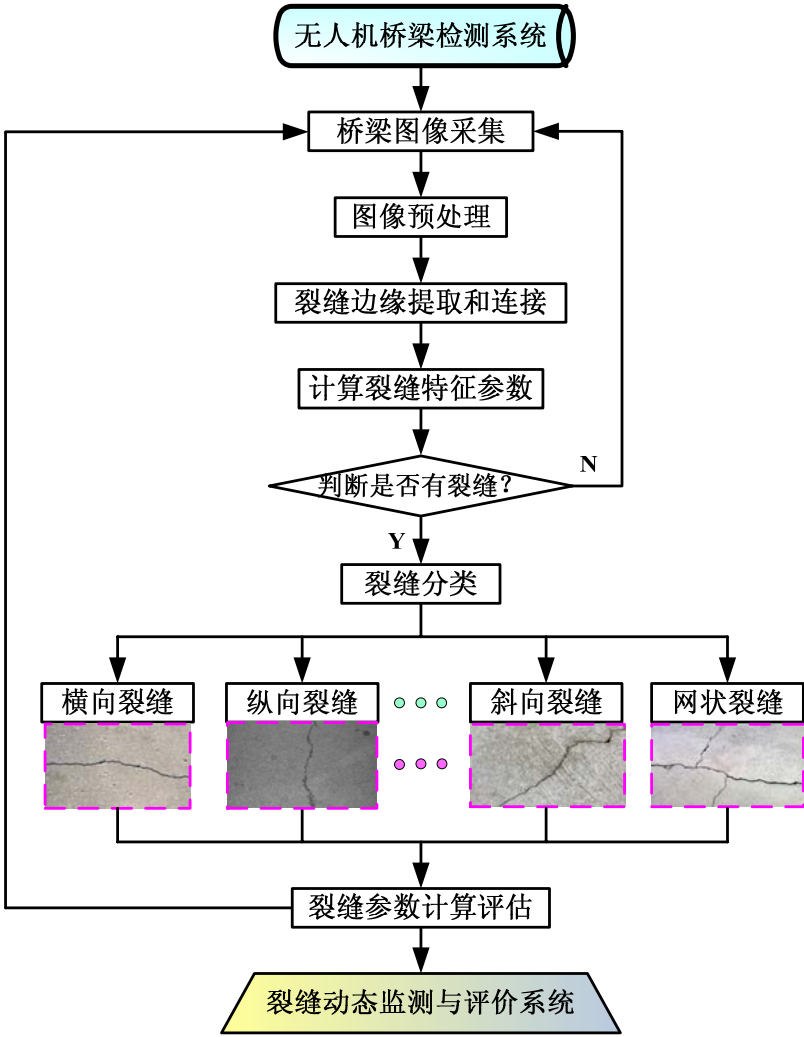 无人机桥梁检测系统
桥梁图像采集
图像预处理
裂缝边缘提取和连接
计算裂缝特征参数
判断是否有裂缝？
N
Y
裂缝分类
横向裂缝
纵向裂缝
斜向裂缝
网状裂缝
裂缝参数计算评估
裂缝动态监测与评价系统